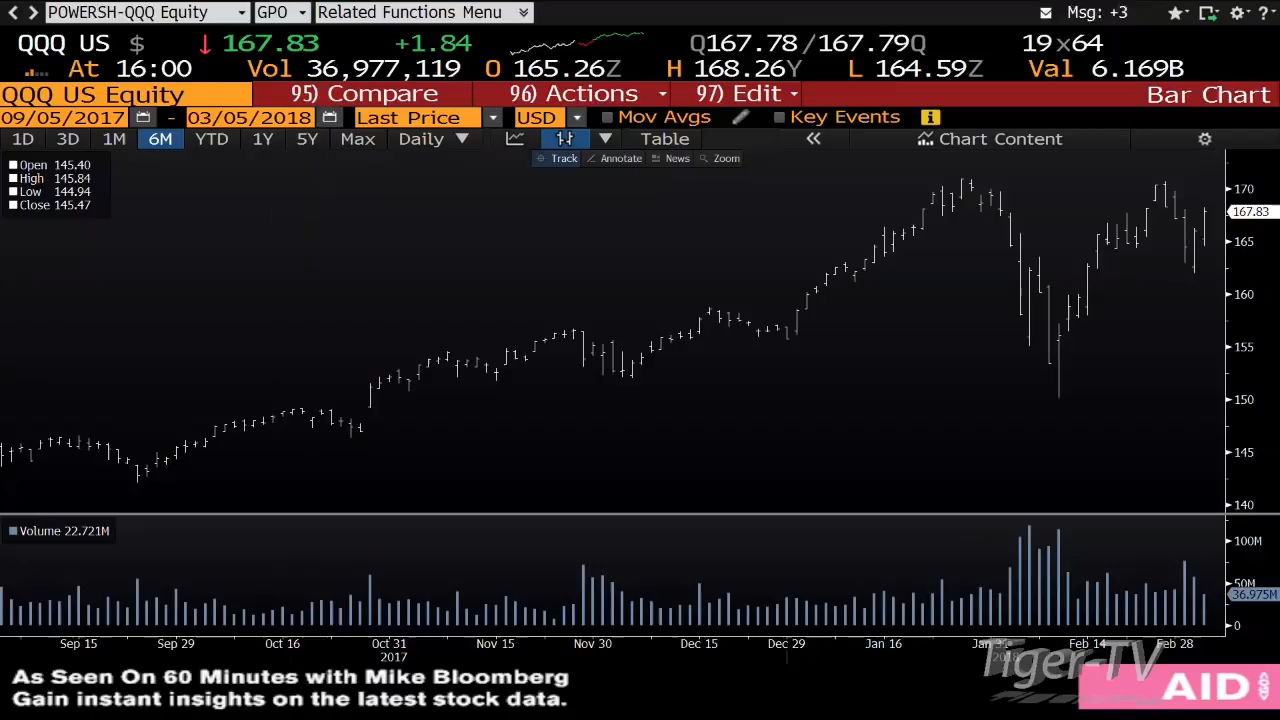 POWERSH-QQQ Equity GPO Related Functions Menu Msg: +3
QQQ US $ 167.83 +1.84 Q167.78/167.79Q 19x64
At 16:00 Vol 36,977,119 O 165.26Z H 168.26Y L 164.59Z Val 6.169B
QQQ US Equity 95) Compare 96) Actions 97) Edit Bar Chart
09/05/2017 - 03/05/2018 Last Price USD Mov Avgs Key Events
1D 3D 1M 6M YTD 1Y 5Y Max Daily Table Chart Content
Track Annotate News Zoom
Open 145.40
High 145.84
Low 144.94
Close 145.47
170
167.83
165
160
155
150
145
140
Volume 22.721M
100M
50M
36.975M
0
Sep 15 Sep 29 Oct 16 Oct 31 Nov 15 Nov 30 Dec 15 Dec 29 Jan 16 Jan 31 Feb 14 Feb 28
2017 2018
Tiger-TV
As Seen On 60 Minutes with Mike Bloomberg
Gain instant insights on the latest stock data.
AID